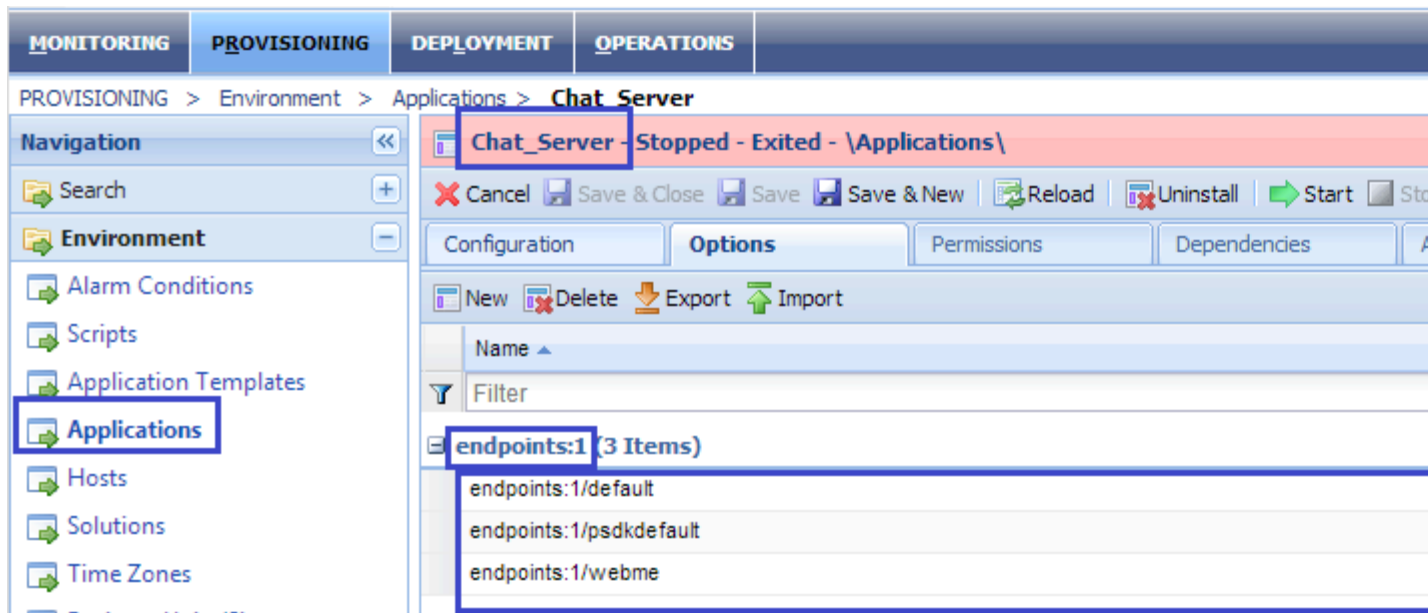 MONITORING PROVISIONING DEPLOYMENT OPERATIONS
PROVISIONING > Environment > Applications > Chat_Server
Navigation
Search
Environment
Alarm Conditions
Scripts
Application Templates
Applications
Hosts
Solutions
Time Zones
Chat_Server - Stopped - Exited - \Applications\
Cancel Save & Close Save Save & New Reload Uninstall Start
Configuration Options Permissions Dependencies
New Delete Export Import
Name
Filter
endpoints:1 (3 Items)
endpoints:1/default
endpoints:1/psdkdefault
endpoints:1/webme